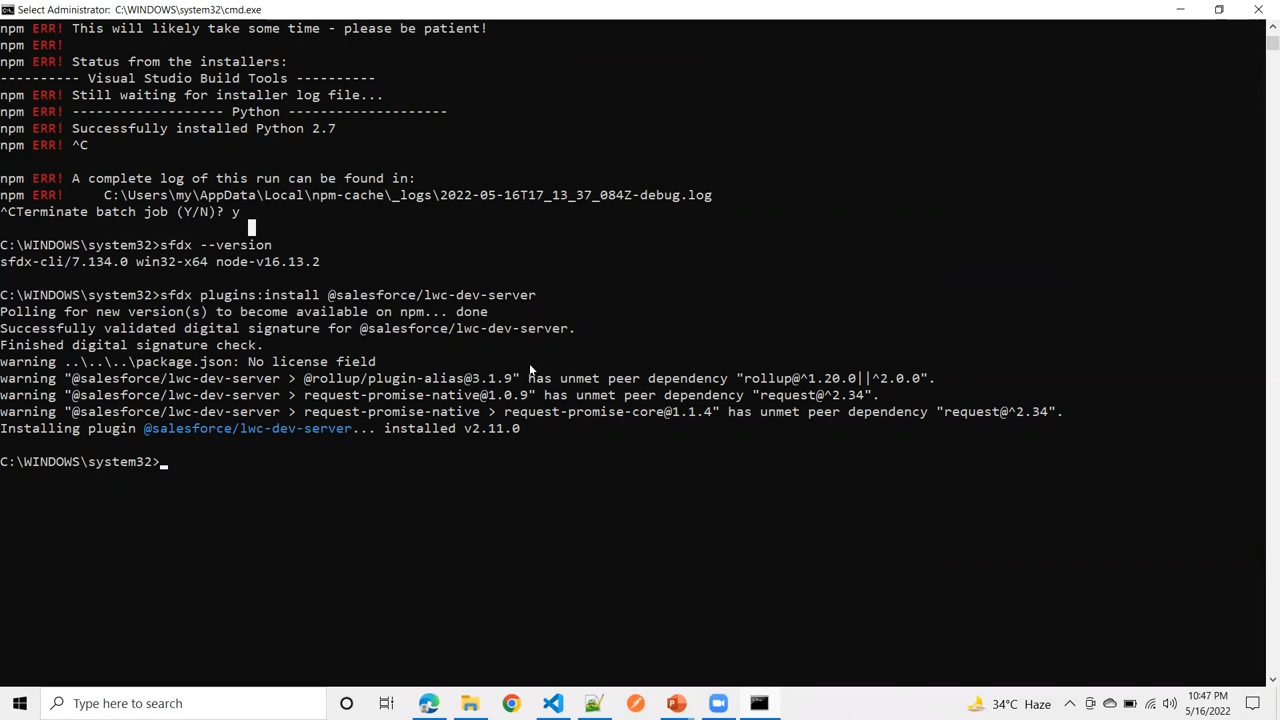 Select Administrator: C:\WINDOWS\system32\cmd.exe
npm ERR! This will likely take some time - please be patient!
npm ERR!
npm ERR! Status from the installers:
---------- Visual Studio Build Tools ----------
npm ERR! Still waiting for installer log file...
npm ERR! ------------------- Python --------------------
npm ERR! Successfully installed Python 2.7
npm ERR! ^C
npm ERR! A complete log of this run can be found in:
npm ERR!     C:\Users\my\AppData\Local\npm-cache\_logs\2022-05-16T17_13_37_084Z-debug.log
^CTerminate batch job (Y/N)? y
C:\WINDOWS\system32>sfdx --version
sfdx-cli/7.134.0 win32-x64 node-v16.13.2
C:\WINDOWS\system32>sfdx plugins:install @salesforce/lwc-dev-server
Polling for new version(s) to become available on npm... done
Successfully validated digital signature for @salesforce/lwc-dev-server.
Finished digital signature check.
warning ..\..\..\package.json: No license field
warning "@salesforce/lwc-dev-server > @rollup/plugin-alias@3.1.9" has unmet peer dependency "rollup@^1.20.0||^2.0.0".
warning "@salesforce/lwc-dev-server > request-promise-native@1.0.9" has unmet peer dependency "request@^2.34".
warning "@salesforce/lwc-dev-server > request-promise-native > request-promise-core@1.1.4" has unmet peer dependency "request@^2.34".
Installing plugin @salesforce/lwc-dev-server... installed v2.11.0
C:\WINDOWS\system32>
Type here to search
34°C Haze
10:47 PM
5/16/2022